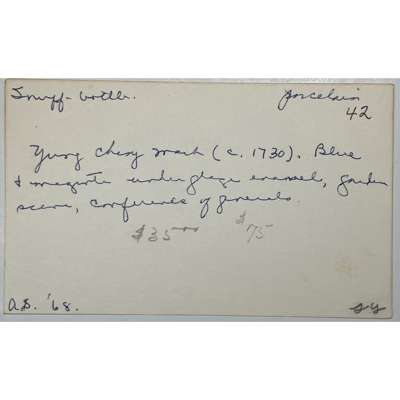 Snuff-bottle. porcelain
42
Yung Cheng mark (c. 1730). Blue
& magenta underglaze enamel, garden
scene, conference of generals.
$35.00 $175
A.S. '68.